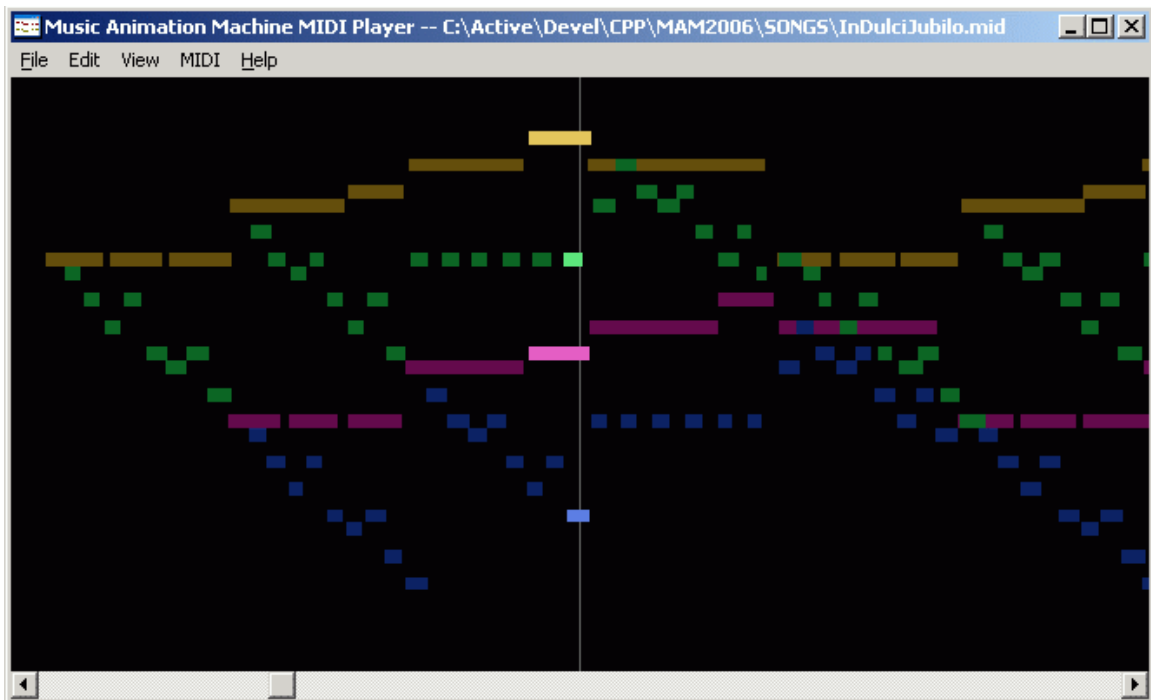 Music Animation Machine MIDI Player -- C:\Active\Devel\CPP\MAM2006\SONGS\InDulciJubilo.mid
File Edit View MIDI Help